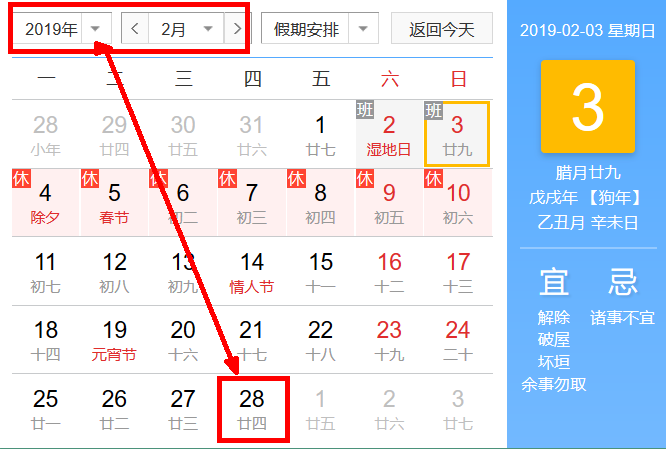 2019年 2月 假期安排 返回今天
一 二 三 四 五 六 日
28 29 30 31 1 班 2 班 3
小年 廿四 廿五 廿六 廿七 湿地日 廿九
休 4 休 5 休 6 休 7 休 8 休 9 休 10
除夕 春节 初二 初三 初四 初五 初六
11 12 13 14 15 16 17
初七 初八 初九 情人节 十一 十二 十三
18 19 20 21 22 23 24
十四 元宵节 十六 十七 十八 十九 二十
25 26 27 28 1 2 3
廿一 廿二 廿三 廿四 廿五 廿六 廿七
2019-02-03 星期日
3
腊月廿九
戊戌年 【狗年】
乙丑月 辛未日
宜 忌
解除 诸事不宜
破屋
坏垣
余事勿取